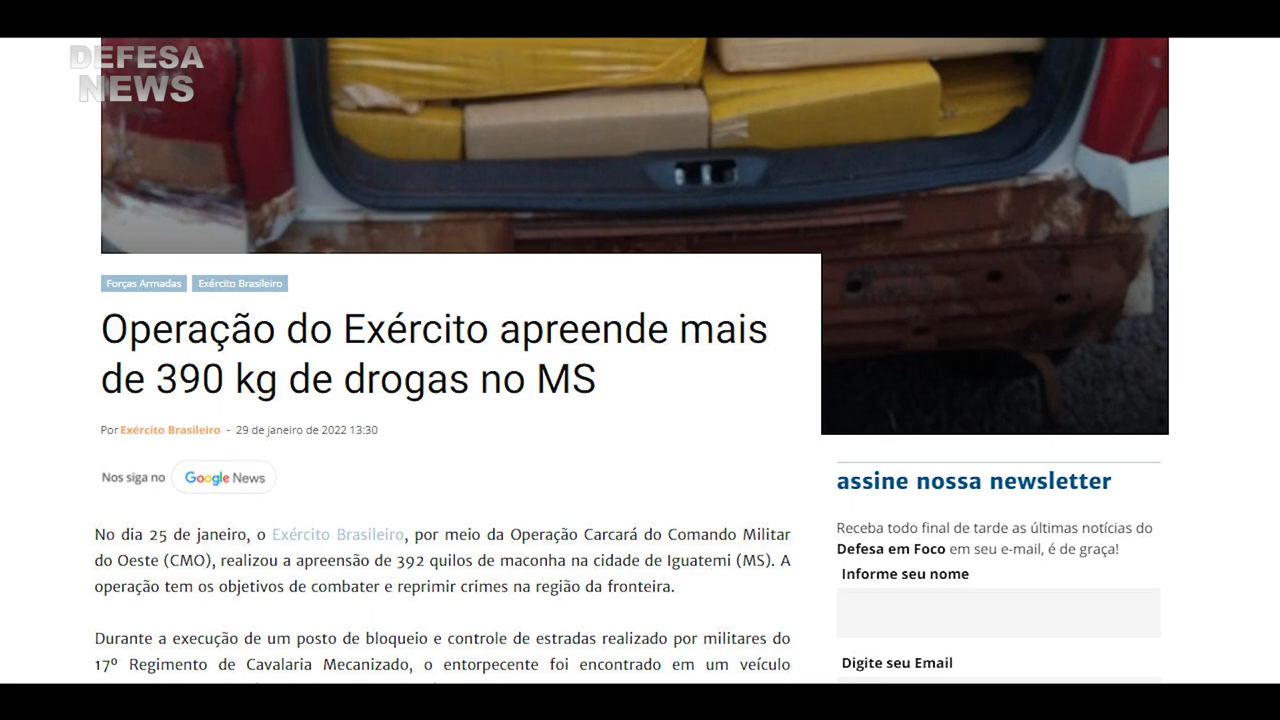 DEFESA
NEWS
Forças Armadas Exército Brasileiro
Operação do Exército apreende mais
de 390 kg de drogas no MS
Por Exército Brasileiro - 29 de janeiro de 2022 13:30
Nos siga no Google News
No dia 25 de janeiro, o Exército Brasileiro, por meio da Operação Carcará do Comando Militar
do Oeste (CMO), realizou a apreensão de 392 quilos de maconha na cidade de Iguatemi (MS). A
operação tem os objetivos de combater e reprimir crimes na região da fronteira.
Durante a execução de um posto de bloqueio e controle de estradas realizado por militares do
17º Regimento de Cavalaria Mecanizado, o entorpecente foi encontrado em um veículo
assine nossa newsletter
Receba todo final de tarde as últimas notícias do
Defesa em Foco em seu e-mail, é de graça!
Informe seu nome
Digite seu Email